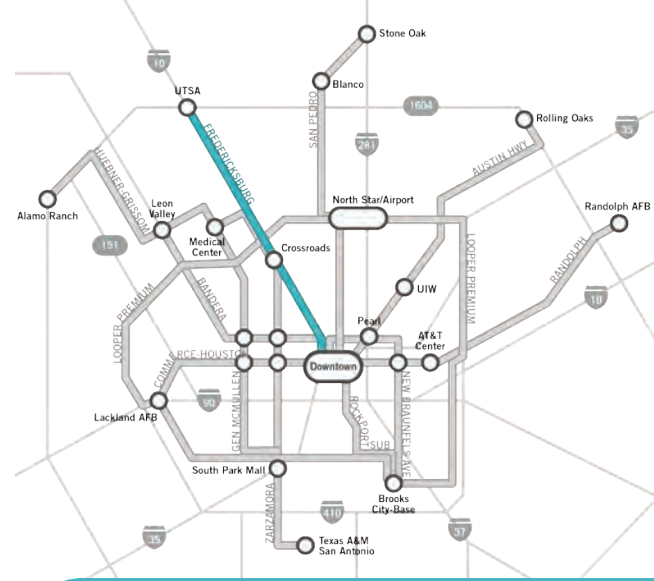 Stone Oak
10
Blanco
UTSA
1604
SAN PEDRO
Rolling Oaks
FREDERICKSBURG
35
281
AUSTIN HWY
HUEBNER-GRISSOM
North Star/Airport
Leon
Valley
Randolph AFB
Alamo Ranch
Medical
Center
151
Crossroads
LOOPER PREMIUM
RANDOLPH
UIW
10
BANDERA
LOOPER PREMIUM
Pearl
AT&T
Center
COMM
RCE-HOUSTON
Downtown
90
GEN MCMULLEN
ROCKPORT
NEW BRAUNFELS AVE
Lackland AFB
SUB
South Park Mall
Brooks
City-Base
ZARZAMORA
410
37
35
Texas A&M
San Antonio